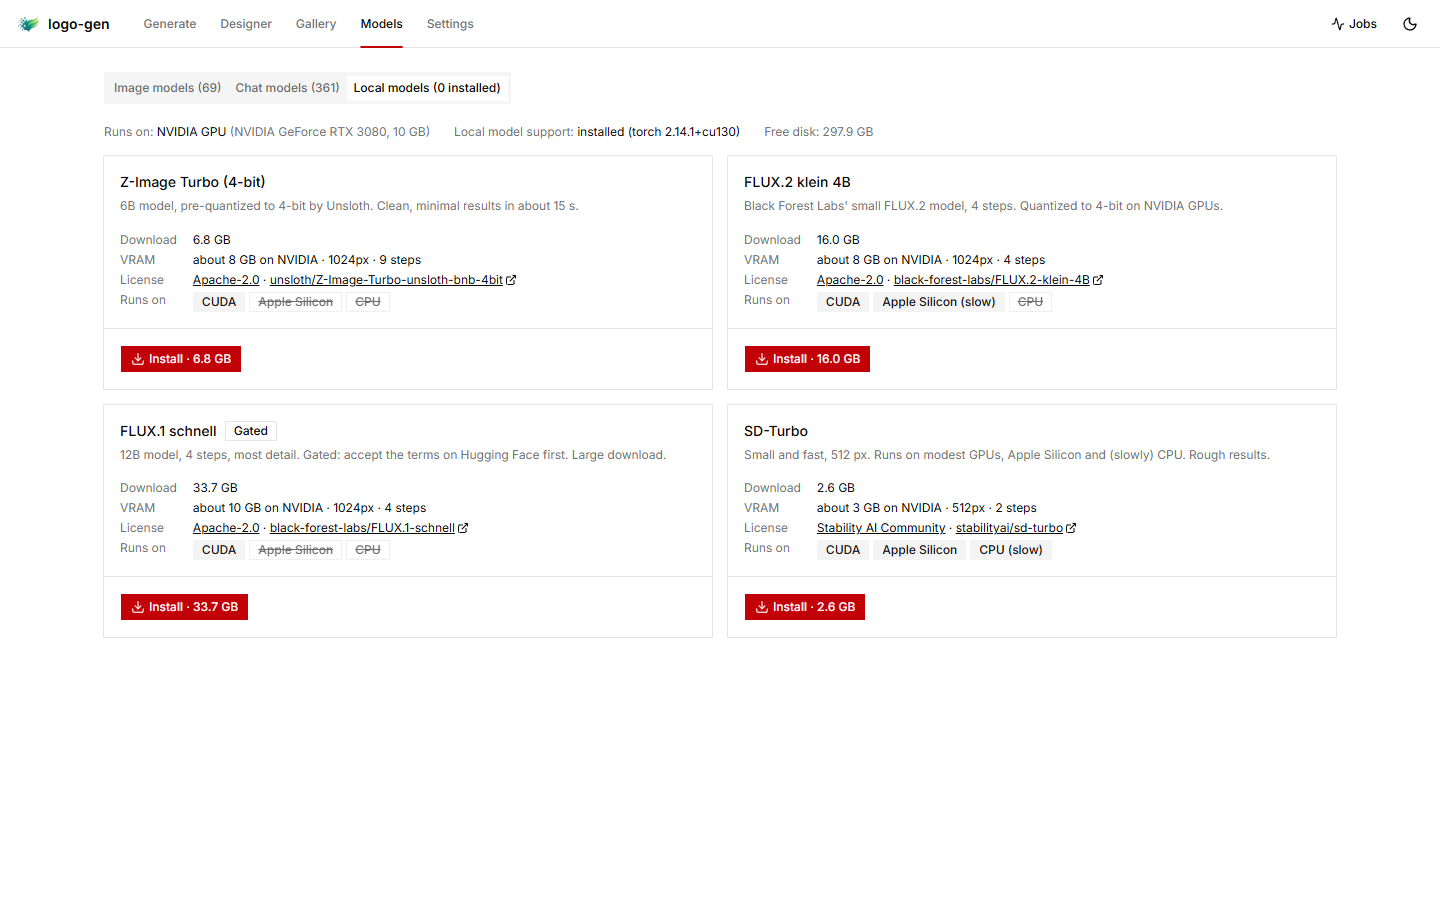 logo-gen Generate Designer Gallery Models Settings Jobs
Image models (69) Chat models (361) Local models (0 installed)
Runs on: NVIDIA GPU (NVIDIA GeForce RTX 3080, 10 GB) Local model support: installed (torch 2.14.1+cu130) Free disk: 297.9 GB
Z-Image Turbo (4-bit)
6B model, pre-quantized to 4-bit by Unsloth. Clean, minimal results in about 15 s.
Download 6.8 GB
VRAM about 8 GB on NVIDIA · 1024px · 9 steps
License Apache-2.0 · unsloth/Z-Image-Turbo-unsloth-bnb-4bit
Runs on CUDA Apple Silicon CPU
Install · 6.8 GB
FLUX.2 klein 4B
Black Forest Labs' small FLUX.2 model, 4 steps. Quantized to 4-bit on NVIDIA GPUs.
Download 16.0 GB
VRAM about 8 GB on NVIDIA · 1024px · 4 steps
License Apache-2.0 · black-forest-labs/FLUX.2-klein-4B
Runs on CUDA Apple Silicon (slow) CPU
Install · 16.0 GB
FLUX.1 schnell Gated
12B model, 4 steps, most detail. Gated: accept the terms on Hugging Face first. Large download.
Download 33.7 GB
VRAM about 10 GB on NVIDIA · 1024px · 4 steps
License Apache-2.0 · black-forest-labs/FLUX.1-schnell
Runs on CUDA Apple Silicon CPU
Install · 33.7 GB
SD-Turbo
Small and fast, 512 px. Runs on modest GPUs, Apple Silicon and (slowly) CPU. Rough results.
Download 2.6 GB
VRAM about 3 GB on NVIDIA · 512px · 2 steps
License Stability AI Community · stabilityai/sd-turbo
Runs on CUDA Apple Silicon CPU (slow)
Install · 2.6 GB